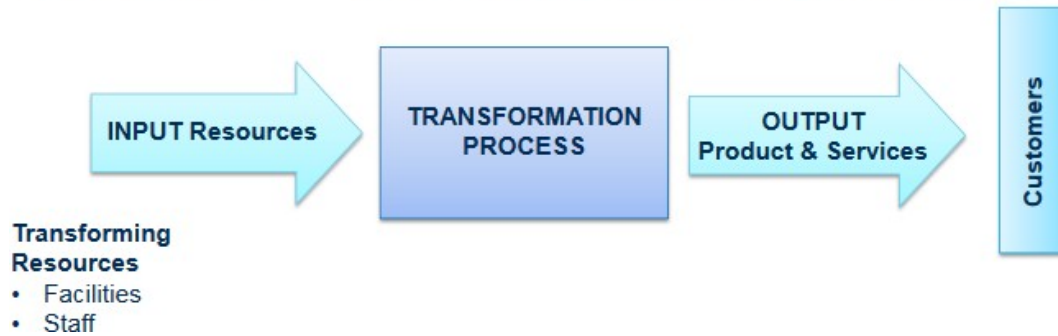 INPUT Resources
TRANSFORMATION
PROCESS
OUTPUT
Product & Services
Customers
Transforming
Resources
• Facilities
• Staff